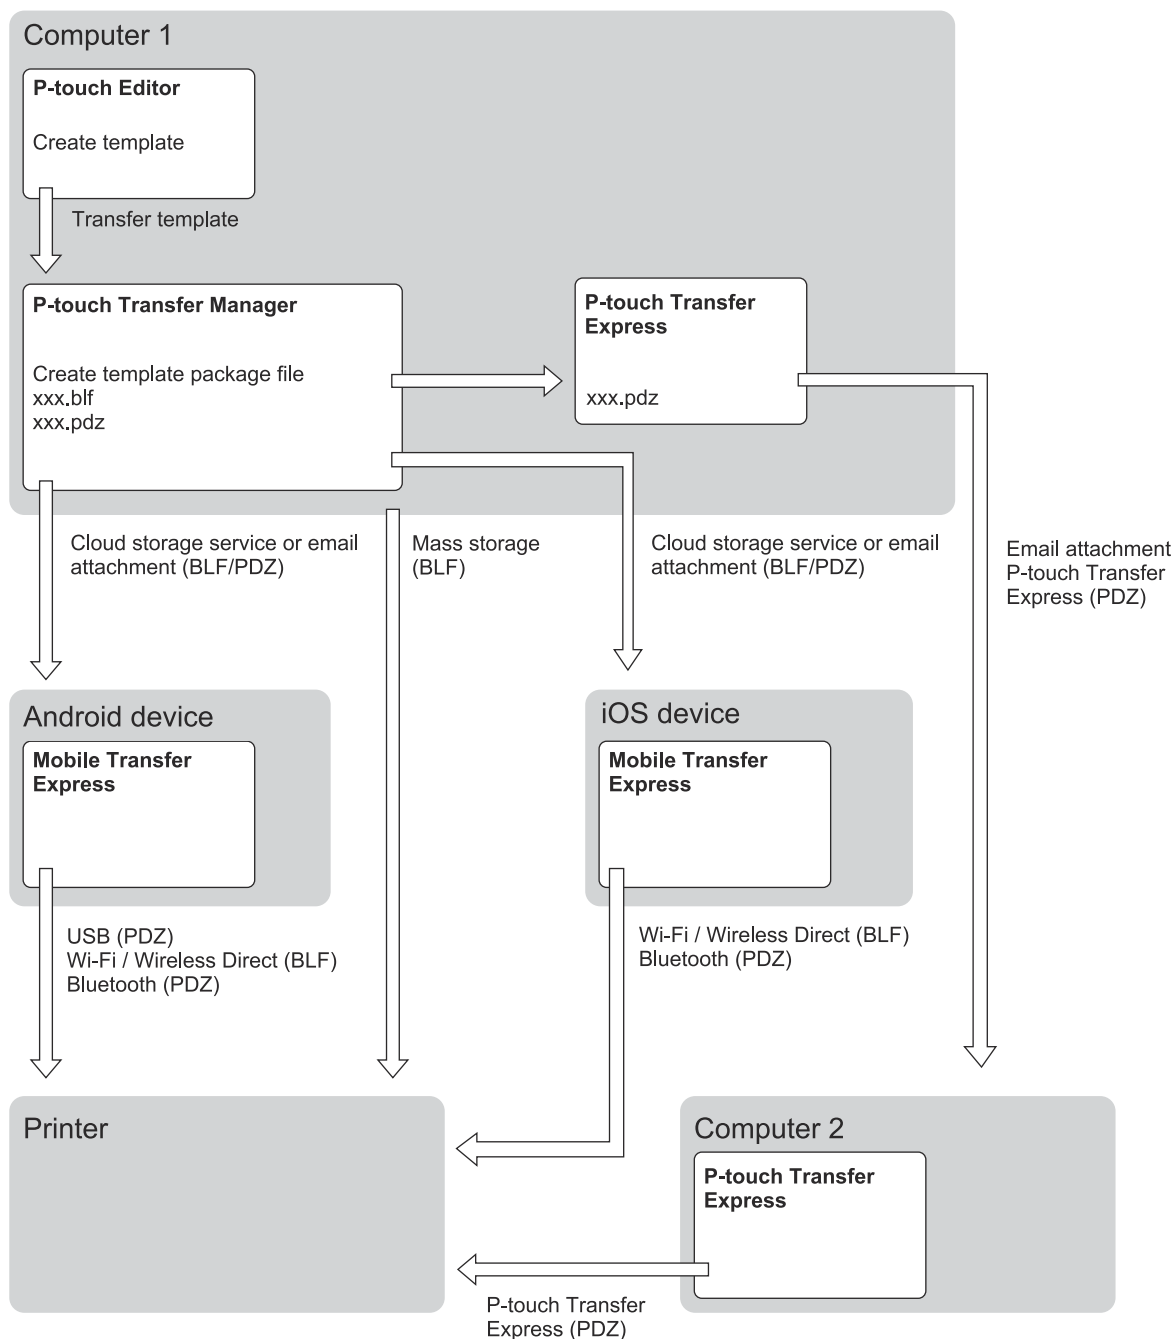 Computer 1
P-touch Editor
Create template
Transfer template
P-touch Transfer Manager
Create template package file
xxx.blf
xxx.pdz
P-touch Transfer
Express
xxx.pdz
Cloud storage service or email
attachment (BLF/PDZ)
Mass storage
(BLF)
Cloud storage service or email
attachment (BLF/PDZ)
Email attachment
P-touch Transfer
Express (PDZ)
Android device
Mobile Transfer
Express
iOS device
Mobile Transfer
Express
USB (PDZ)
Wi-Fi / Wireless Direct (BLF)
Bluetooth (PDZ)
Wi-Fi / Wireless Direct (BLF)
Bluetooth (PDZ)
Printer
Computer 2
P-touch Transfer
Express
P-touch Transfer
Express (PDZ)